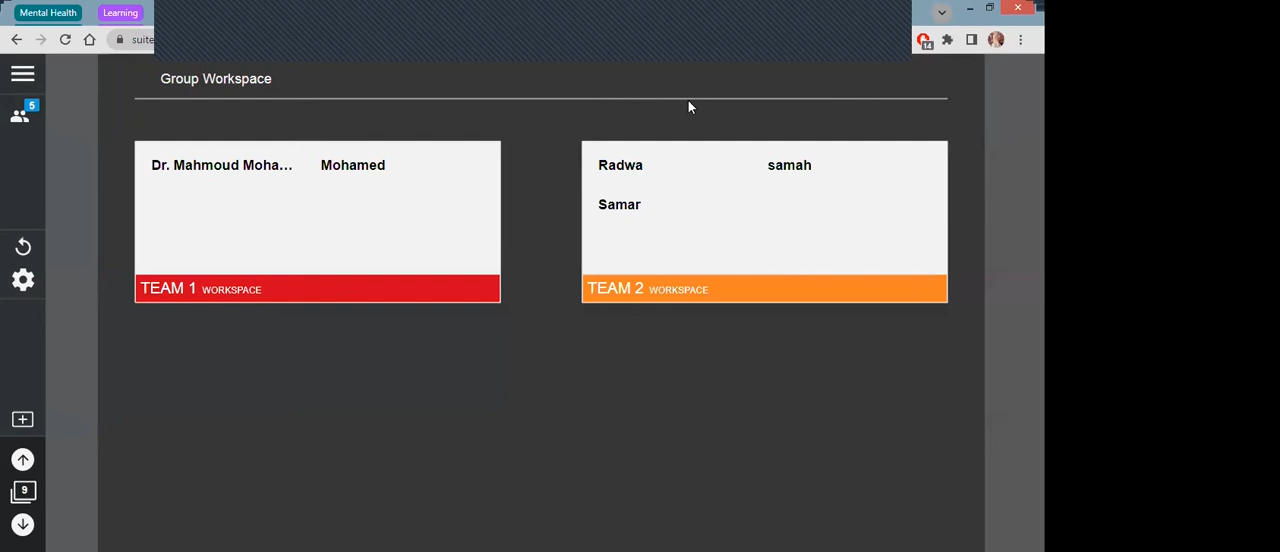 Mental Health Learning
suite
14
Group Workspace
5
Dr. Mahmoud Moha... Mohamed
TEAM 1 WORKSPACE
Radwa samah
Samar
TEAM 2 WORKSPACE
9